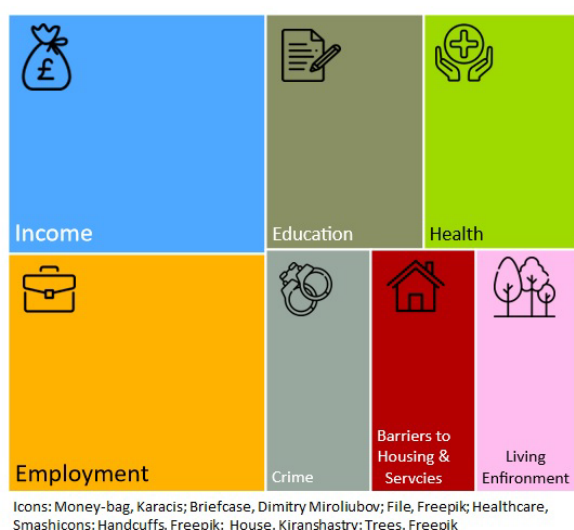 £
Income
Education
Health
Employment
Crime
Barriers to
Housing &
Servcies
Living
Enfironment
Icons: Money-bag, Karacis; Briefcase, Dimitry Miroliubov; File, Freepik; Healthcare,
Smashicons; Handcuffs, Freepik; House, Kiranshastry; Trees, Freepik